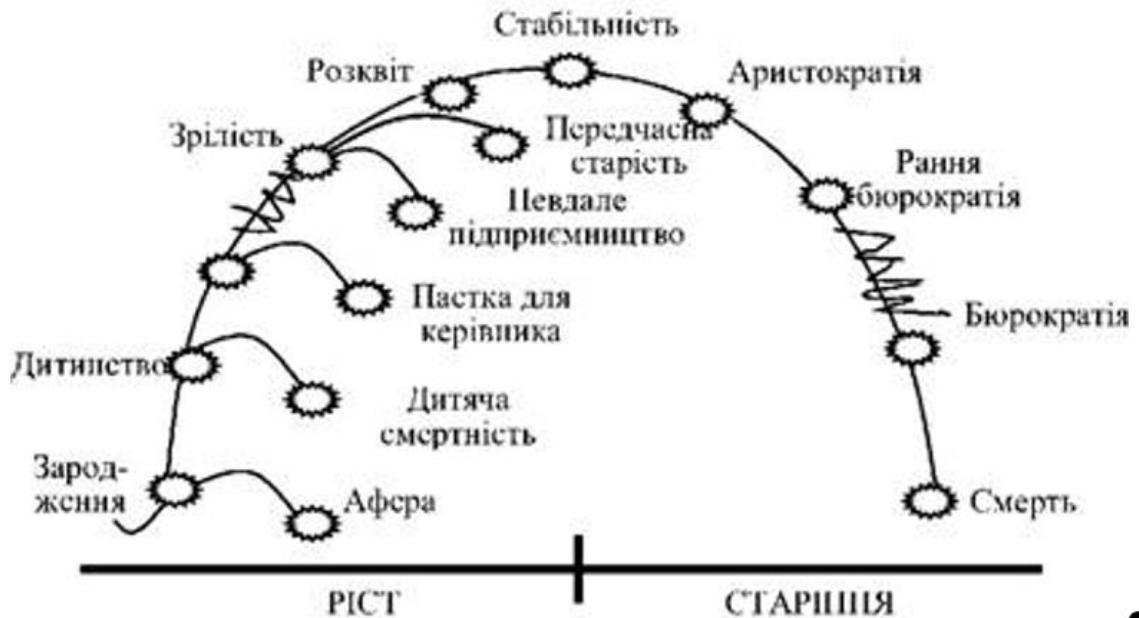 Стабільність
Розквіт
Аристократія
Зрілість
Передчасна
старість
Рання
бюрократія
Невдале
підприємництво
Пастка для
керівника
Бюрократія
Дитинство
Дитяча
смертність
Зарод-
ження
Афера
Смерть
РІСТ
СТАРІННЯ